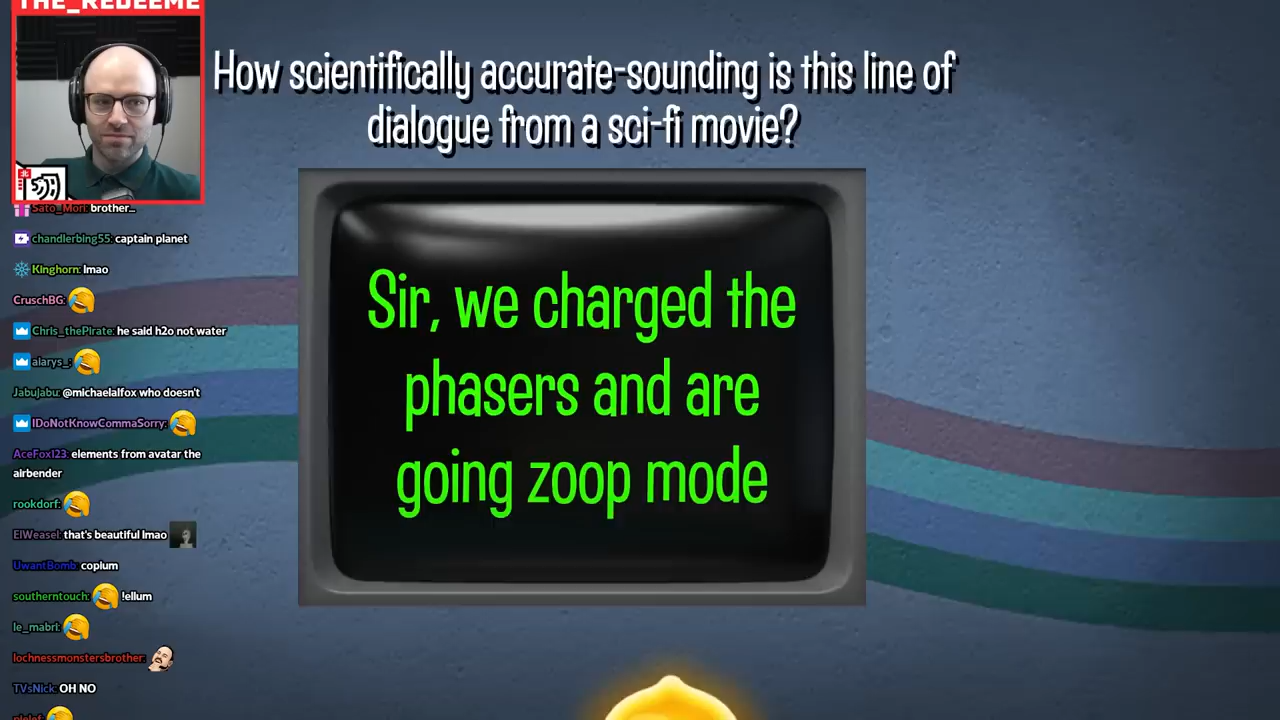 THE_REDEEME
How scientifically accurate-sounding is this line of
dialogue from a sci-fi movie?
Sir, we charged the
phasers and are
going zoop mode
Sato_Mori: brother...
chandlerbing55: captain planet
Kinghorn: lmao
CruschBG:
Chris_thePirate: he said h2o not water
alarys_:
Jabujabu: @michaelalfox who doesn't
IDoNotKnowCommaSorry:
AceFox123: elements from avatar the
airbender
rookdorf:
ElWeasel: that's beautiful lmao
UwantBomb: copium
southerntouch: !ellum
le_mabri:
lochnessmonstersbrother:
TVsNick: OH NO